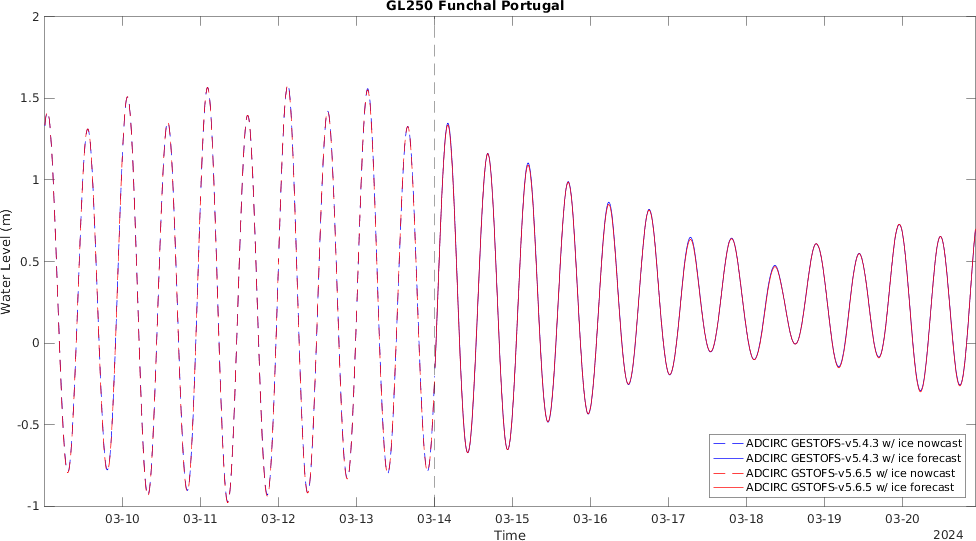 GL250 Funchal Portugal
2
1.5
1
0.5
0
-0.5
-1
Water Level (m)
03-10 03-11 03-12 03-13 03-14 03-15 03-16 03-17 03-18 03-19 03-20
Time
2024
ADCIRC GESTOFS-v5.4.3 w/ ice nowcast
ADCIRC GESTOFS-v5.4.3 w/ ice forecast
ADCIRC GSTOFS-v5.6.5 w/ ice nowcast
ADCIRC GSTOFS-v5.6.5 w/ ice forecast